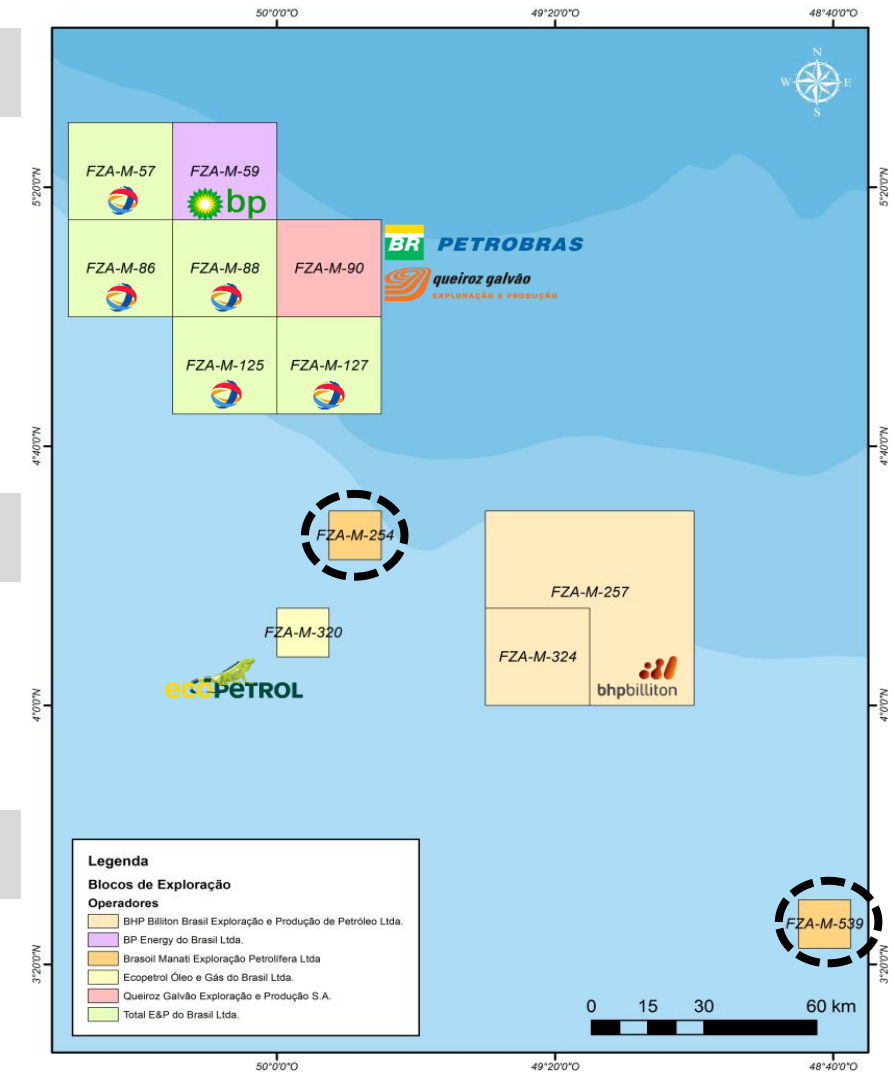 50°0'0"O 49°20'0"O 48°40'0"O
N
W E
S
5°20'0"N 5°20'0"N
FZA-M-57 FZA-M-59
bp
FZA-M-86 FZA-M-88 FZA-M-90
BR PETROBRAS
queiroz galvão
EXPLORAÇÃO E PRODUÇÃO
FZA-M-125 FZA-M-127
4°40'0"N 4°40'0"N
FZA-M-254
FZA-M-257
FZA-M-320
FZA-M-324
ecoPETROL
bhpbilliton
4°0'0"N 4°0'0"N
Legenda
Blocos de Exploração
Operadores
BHP Billiton Brasil Exploração e Produção de Petróleo Ltda.
BP Energy do Brasil Ltda.
Brasoil Manati Exploração Petrolífera Ltda
Ecopetrol Óleo e Gás do Brasil Ltda.
Queiroz Galvão Exploração e Produção S.A.
Total E&P do Brasil Ltda.
FZA-M-539
3°20'0"N 3°20'0"N
0 15 30 60 km
50°0'0"O 49°20'0"O 48°40'0"O